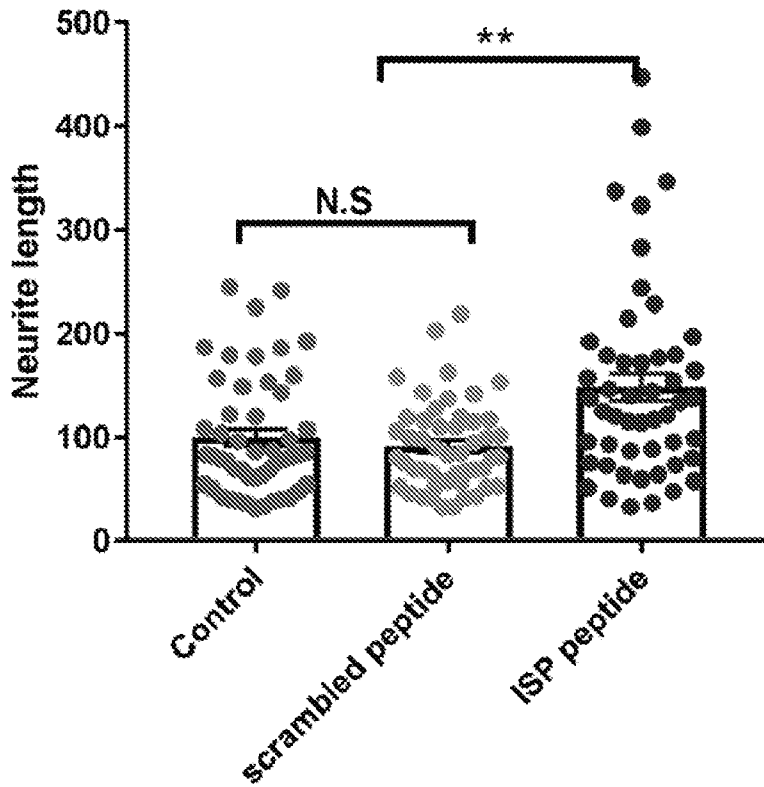 500
**
400
N.S
300
Neurite length
200
100
0
Control
scrambled peptide
ISP peptide